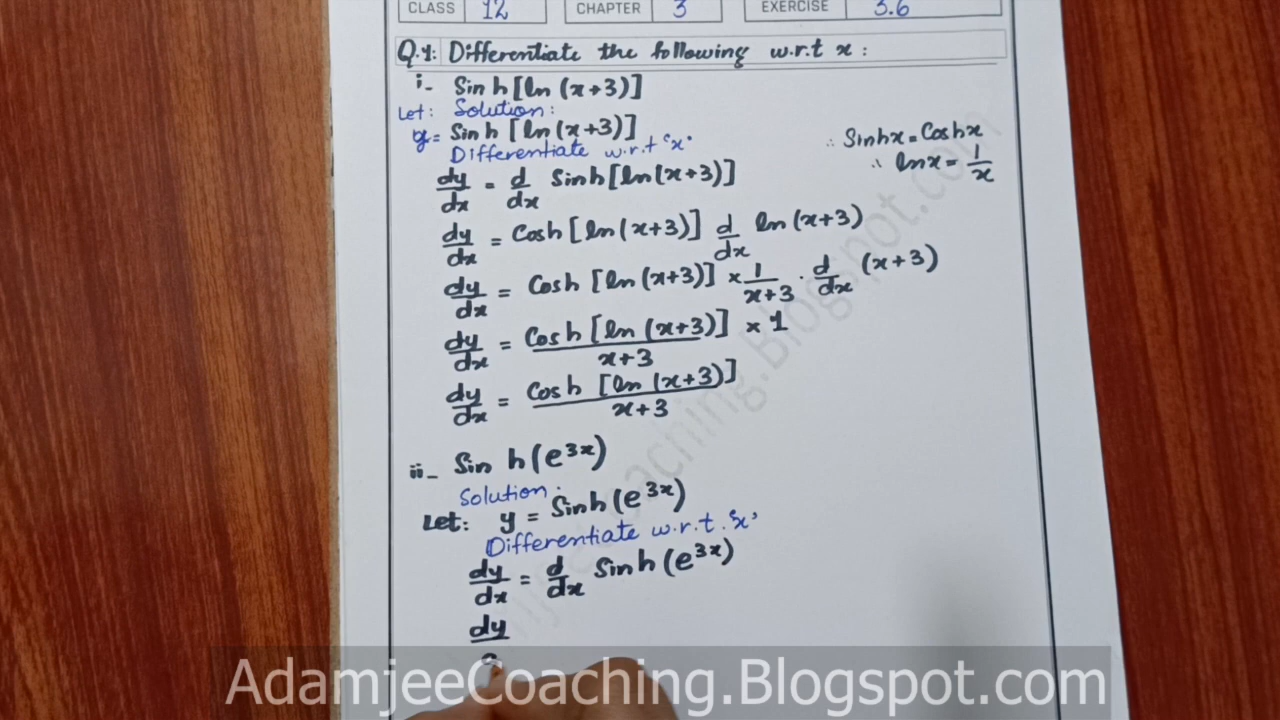 CLASS 12 CHAPTER 3 EXERCISE 3.6
Q.1: Differentiate the following w.r.t x:
i- Sinh[ln (x+3)]
Let: Solution:
y= Sinh [ln(x+3)]
Differentiate w.r.t 'x'
∴ Sinhx = Coshx
∴ lnx = 1/x
dy/dx = d/dx Sinh[ln(x+3)]
dy/dx = Cosh [ln(x+3)] d/dx ln(x+3)
dy/dx = Cosh [ln(x+3)] × 1/x+3 . d/dx (x+3)
dy/dx = Cosh [ln (x+3)]/x+3 × 1
dy/dx = Cosh [ln (x+3)]/x+3
ii- Sin h(e^3x)
Solution:
Let: y = Sinh(e^3x)
Differentiate w.r.t. 'x'
dy/dx = d/dx Sinh(e^3x)
dy
AdamjeeCoaching.Blogspot.com